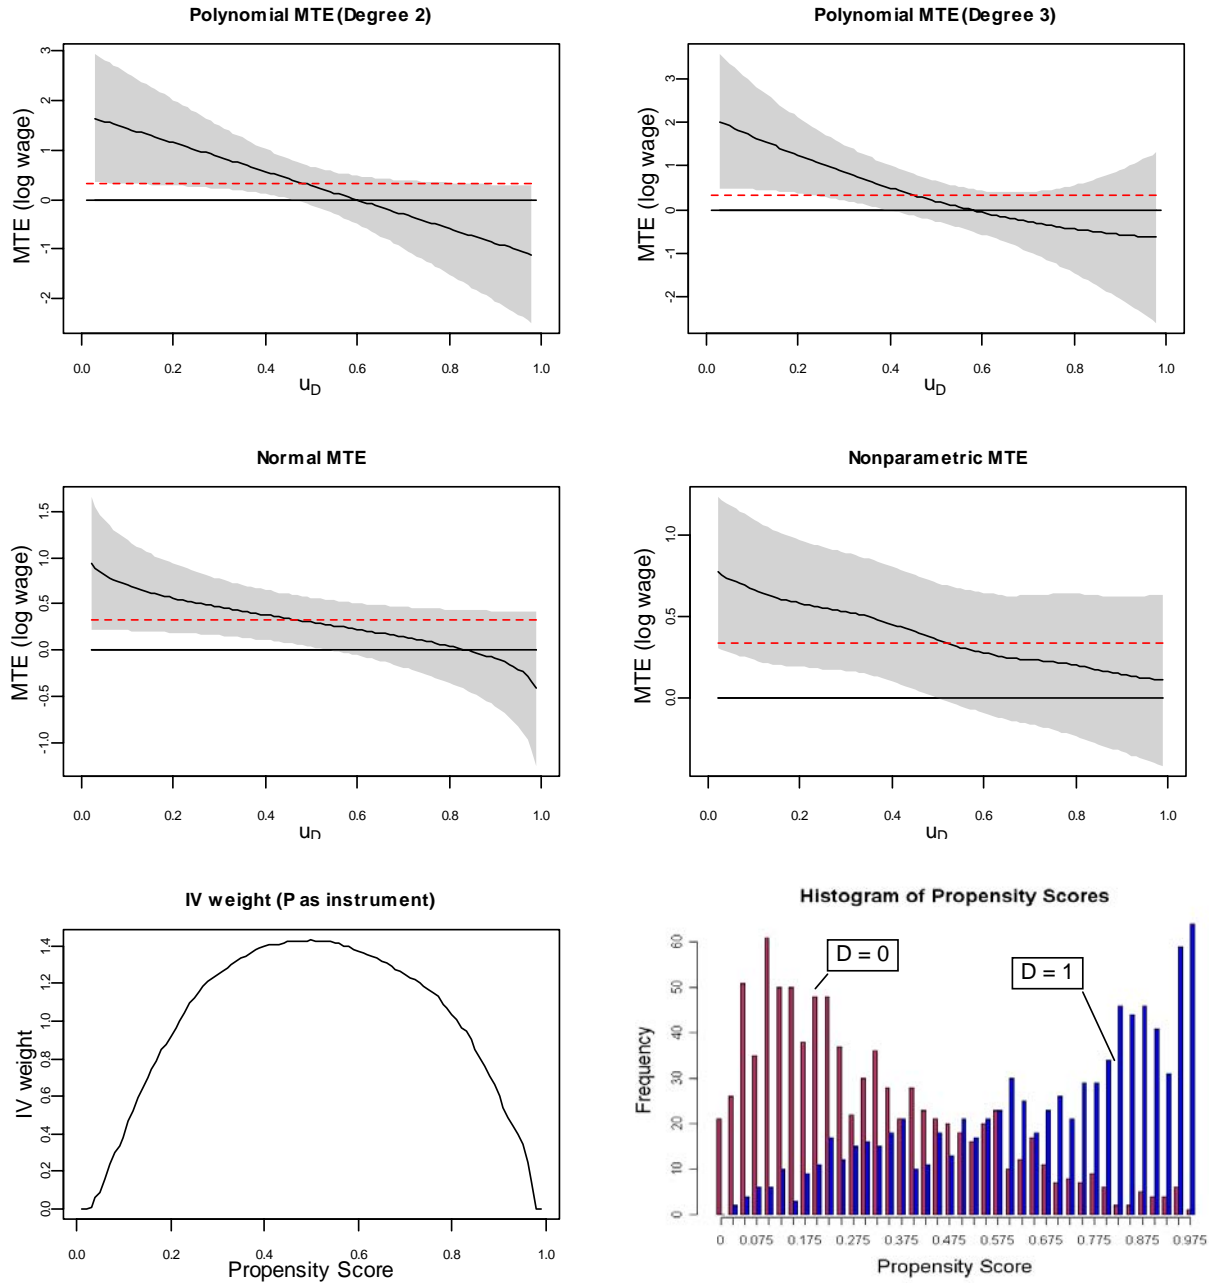 Polynomial MTE (Degree 2)
MTE (log wage)
3
2
1
0
-1
-2
0.0 0.2 0.4 0.6 0.8 1.0
uD
Polynomial MTE (Degree 3)
MTE (log wage)
3
2
1
0
-1
-2
0.0 0.2 0.4 0.6 0.8 1.0
uD
Normal MTE
MTE (log wage)
1.5
1.0
0.5
0.0
-0.5
-1.0
0.0 0.2 0.4 0.6 0.8 1.0
uD
Nonparametric MTE
MTE (log wage)
1.0
0.5
0.0
0.0 0.2 0.4 0.6 0.8 1.0
uD
IV weight (P as instrument)
IV weight
1.4
1.2
1.0
0.8
0.6
0.4
0.2
0.0
0.0 0.2 0.4 0.6 0.8 1.0
Propensity Score
Histogram of Propensity Scores
Frequency
60
50
40
30
20
10
0
D = 0
D = 1
0 0.075 0.175 0.275 0.375 0.475 0.575 0.675 0.775 0.875 0.975
Propensity Score